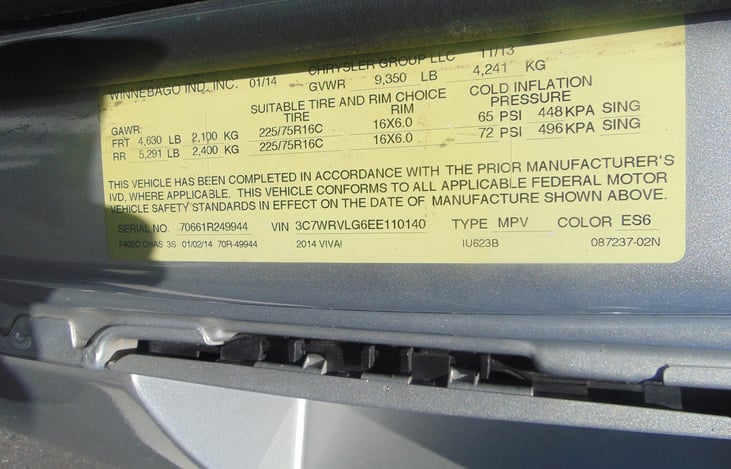 WINNEBAGO IND, INC. 01/14 CHRYSLER GROUP LLC 11/13
GVWR 9,350 LB 4,241 KG
SUITABLE TIRE AND RIM CHOICE COLD INFLATION
GAWR: TIRE RIM PRESSURE
FRT 4,630 LB 2,100 KG 225/75R16C 16X6.0 65 PSI 448 KPA SING
RR 5,291 LB 2,400 KG 225/75R16C 16X6.0 72 PSI 496 KPA SING
THIS VEHICLE HAS BEEN COMPLETED IN ACCORDANCE WITH THE PRIOR MANUFACTURER'S
IVD, WHERE APPLICABLE. THIS VEHICLE CONFORMS TO ALL APPLICABLE FEDERAL MOTOR
VEHICLE SAFETY STANDARDS IN EFFECT ON THE DATE OF MANUFACTURE SHOWN ABOVE.
SERIAL NO. 70661R249944 VIN 3C7WRVLG6EE110140 TYPE MPV COLOR ES6
F402C CHAS 3S 01/02/14 70R-49944 2014 VIVA! IU623B 087237-02N